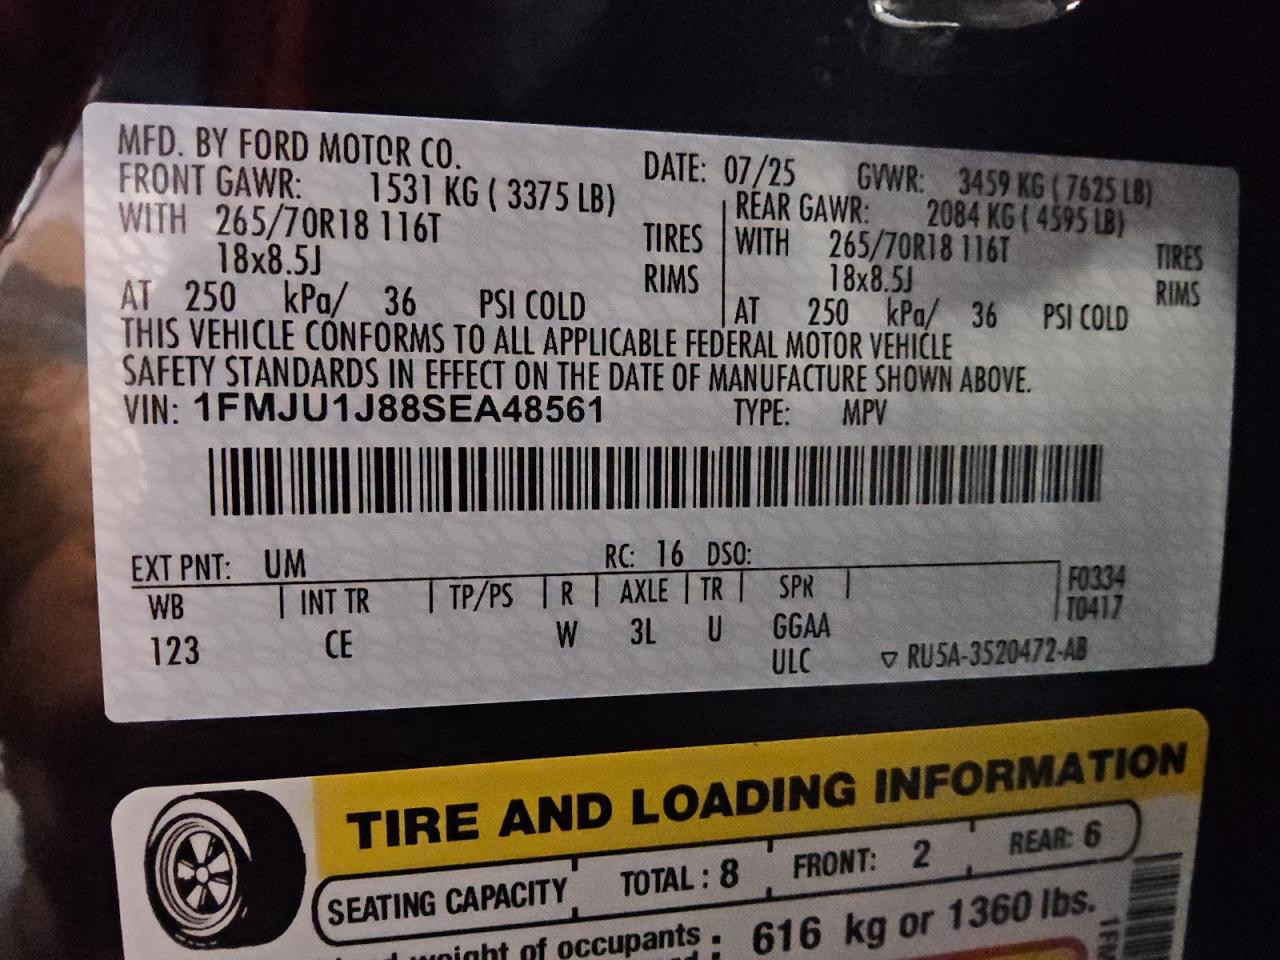 MFD. BY FORD MOTOR CO. DATE: 07/25 GVWR: 3459 KG ( 7625 LB)
FRONT GAWR: 1531 KG ( 3375 LB) REAR GAWR: 2084 KG ( 4595 LB)
WITH 265/70R18 116T TIRES WITH 265/70R18 116T TIRES
18x8.5J RIMS 18x8.5J RIMS
AT 250 kPa/ 36 PSI COLD AT 250 kPa/ 36 PSI COLD
THIS VEHICLE CONFORMS TO ALL APPLICABLE FEDERAL MOTOR VEHICLE
SAFETY STANDARDS IN EFFECT ON THE DATE OF MANUFACTURE SHOWN ABOVE.
VIN: 1FMJU1J88SEA48561 TYPE: MPV
EXT PNT: UM RC: 16 DSO:
WB INT TR TP/PS R AXLE TR SPR F0334
T0417
123 CE W 3L U GGAA
ULC RU5A-3520472-AB
TIRE AND LOADING INFORMATION
SEATING CAPACITY TOTAL : 8 FRONT: 2 REAR: 6
weight of occupants : 616 kg or 1360 lbs.